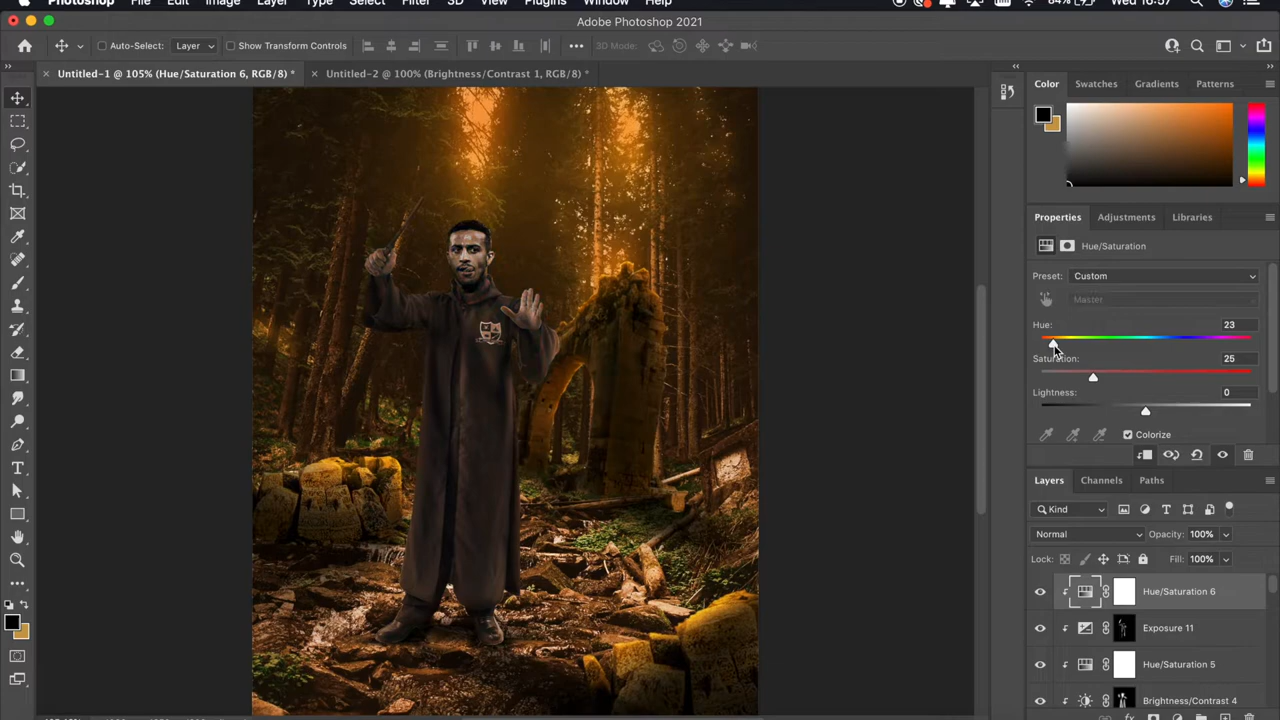 Photoshop File Edit Image Layer Type Select Filter 3D View Plugins Window Help 84% Wed 16:57
Adobe Photoshop 2021
Auto-Select: Layer Show Transform Controls 3D Mode:
Untitled-1 @ 105% (Hue/Saturation 6, RGB/8) * Untitled-2 @ 100% (Brightness/Contrast 1, RGB/8) *
Color Swatches Gradients Patterns
Properties Adjustments Libraries
Hue/Saturation
Preset: Custom
Master
Hue: 23
Saturation: 25
Lightness: 0
Colorize
Layers Channels Paths
Kind
Normal Opacity: 100%
Lock: Fill: 100%
Hue/Saturation 6
Exposure 11
Hue/Saturation 5
Brightness/Contrast 4